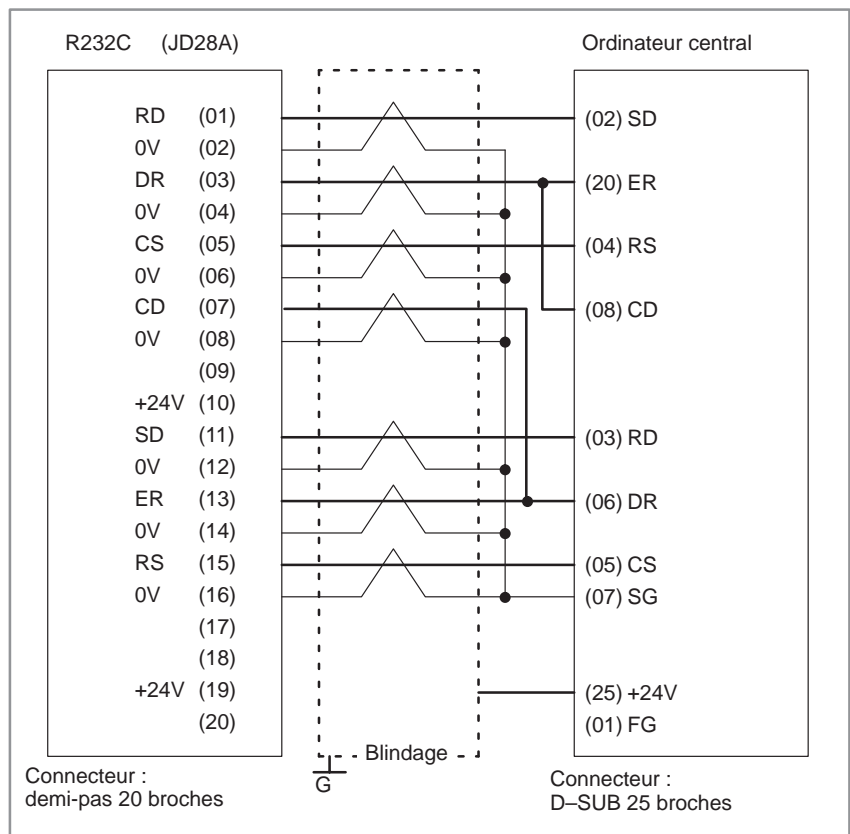 R232C (JD28A)
Ordinateur central
RD (01)
0V (02)
DR (03)
0V (04)
CS (05)
0V (06)
CD (07)
0V (08)
(09)
+24V (10)
SD (11)
0V (12)
ER (13)
0V (14)
RS (15)
0V (16)
(17)
(18)
+24V (19)
(20)
(02) SD
(20) ER
(04) RS
(08) CD
(03) RD
(06) DR
(05) CS
(07) SG
(25) +24V
(01) FG
Blindage
G
Connecteur :
demi-pas 20 broches
Connecteur :
D–SUB 25 broches